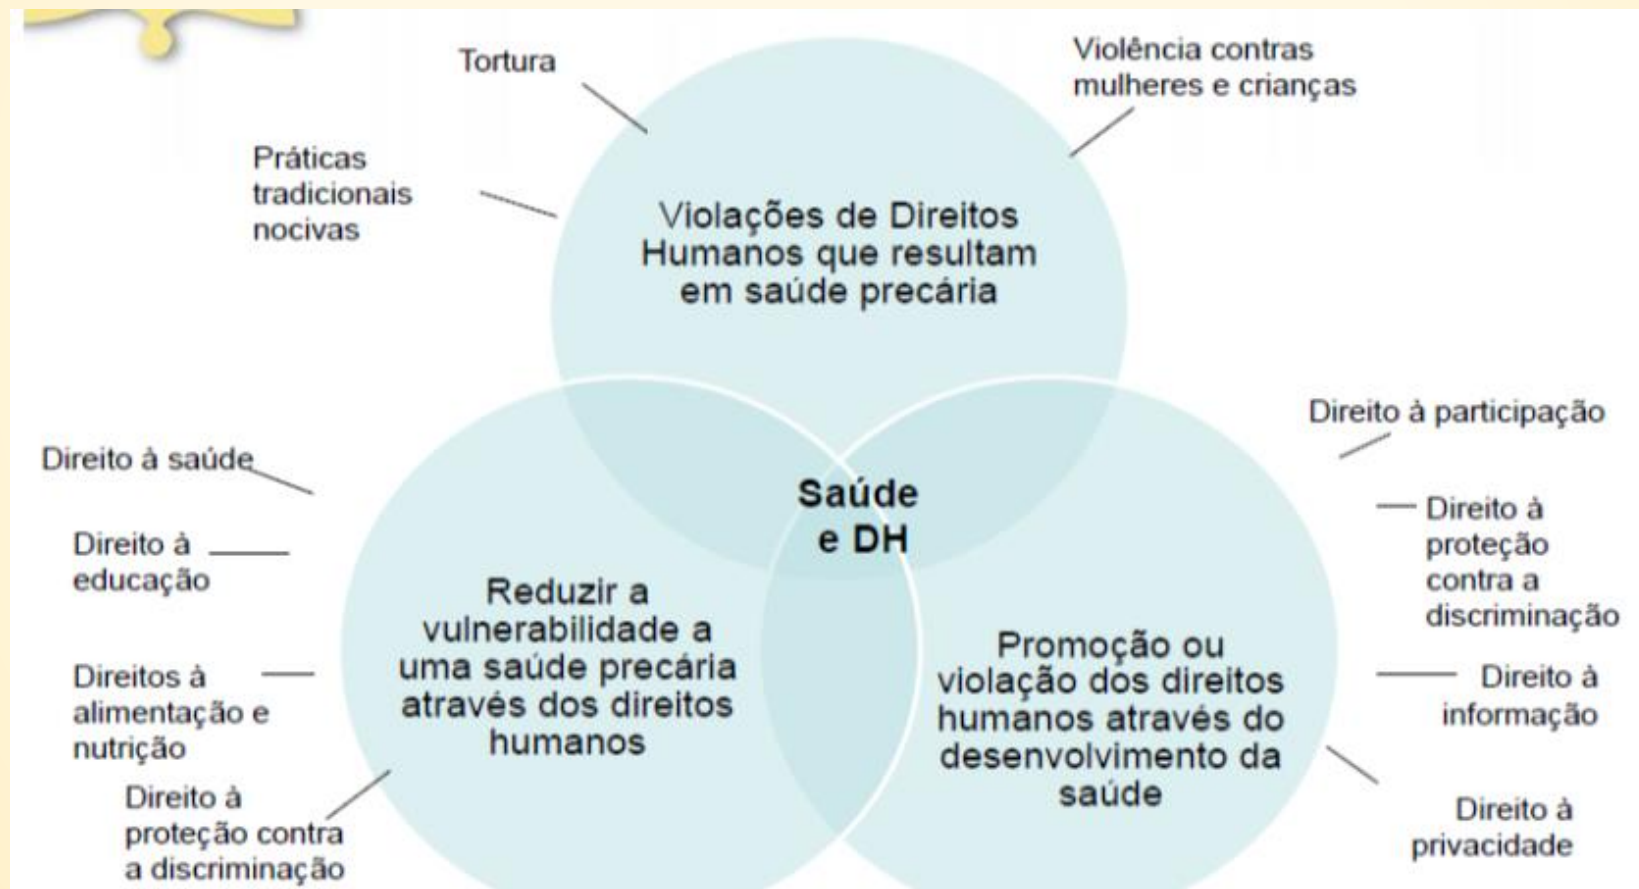 Tortura
Violência contras
mulheres e crianças
Práticas
tradicionais
nocivas
Violações de Direitos
Humanos que resultam
em saúde precária
Direito à saúde
Direito à
educação
Direitos à
alimentação e
nutrição
Direito à
proteção contra
a discriminação
Saúde
e DH
Reduzir a
vulnerabilidade a
uma saúde precária
através dos direitos
humanos
Promoção ou
violação dos direitos
humanos através do
desenvolvimento da
saúde
Direito à participação
Direito à
proteção
contra a
discriminação
Direito à
informação
Direito à
privacidade